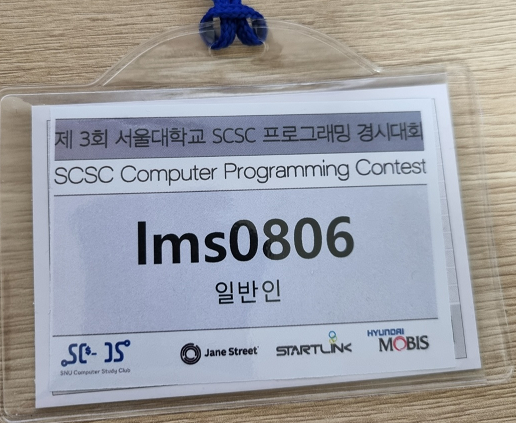 제 3회 서울대학교 SCSC 프로그래밍 경시대회
SCSC Computer Programming Contest
lms0806
일반인
SNU Computer Study Club
Jane Street
STARTLINK
HYUNDAI
MOBIS